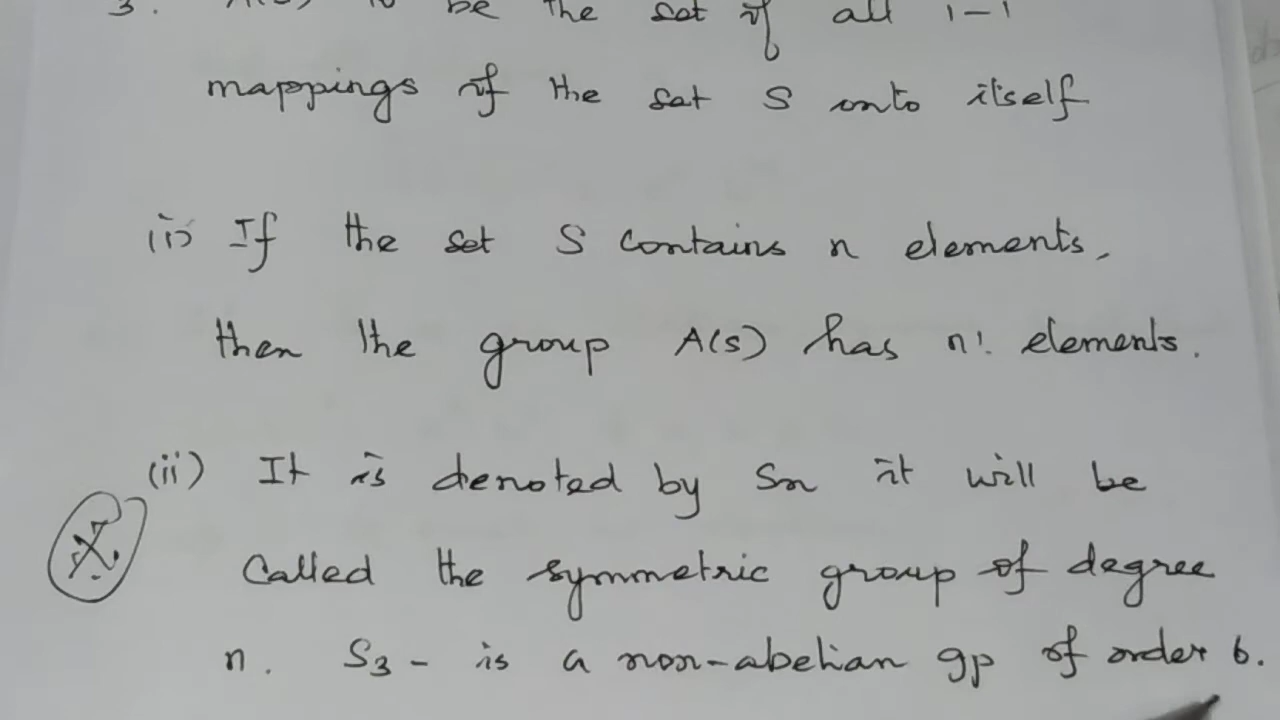 3. A(S) to be the set of all 1-1
mappings of the set S onto itself
(i) If the set S contains n elements,
then the group A(S) has n! elements.
(ii) It is denoted by Sn it will be
Called the symmetric group of degree
n. S3 - is a non-abelian gp of order 6.